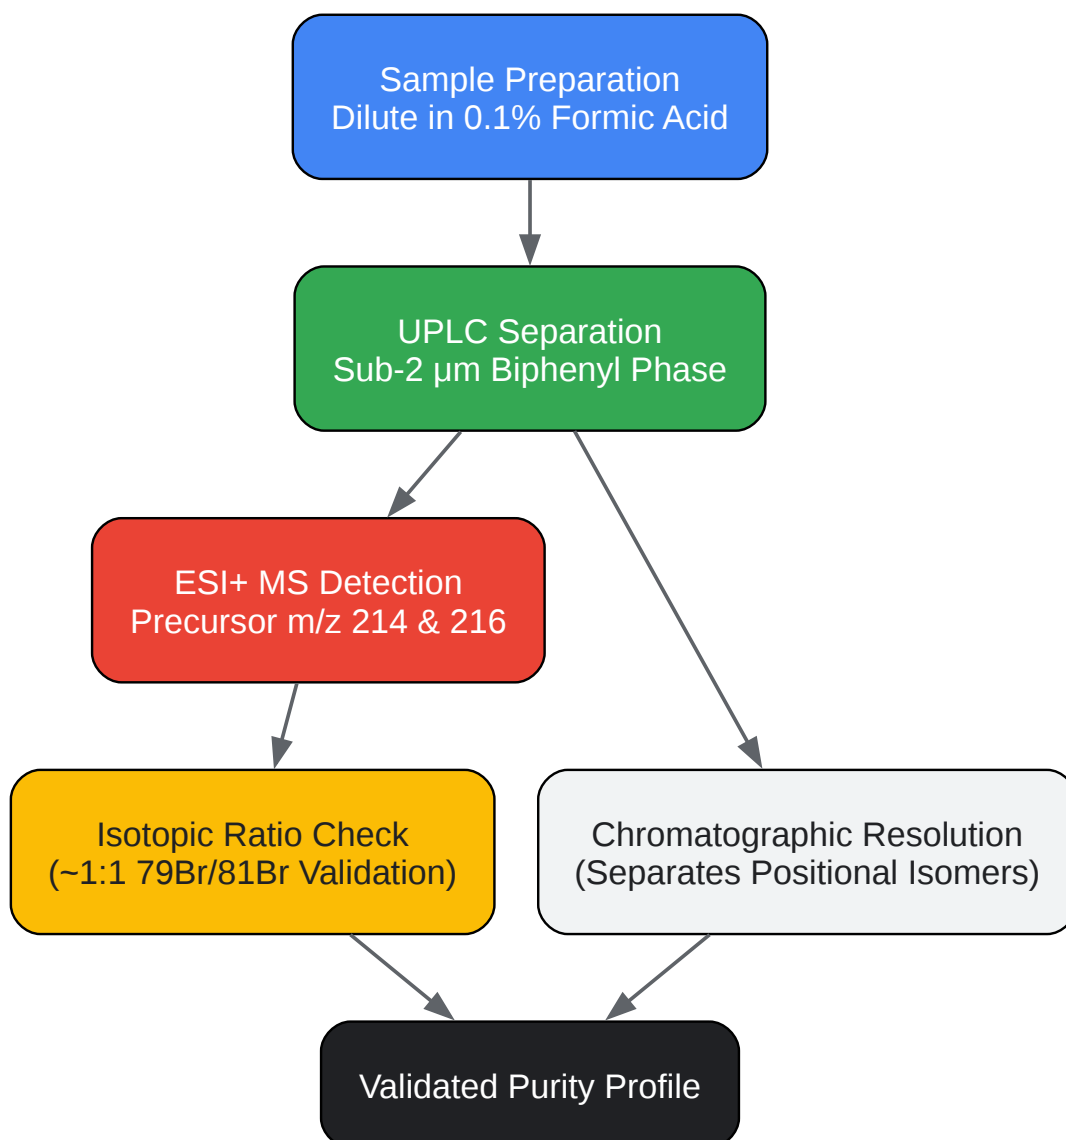 Sample Preparation
Dilute in 0.1% Formic Acid
UPLC Separation
Sub-2 μm Biphenyl Phase
ESI+ MS Detection
Precursor m/z 214 & 216
Isotopic Ratio Check
(~1:1 79Br/81Br Validation)
Chromatographic Resolution
(Separates Positional Isomers)
Validated Purity Profile